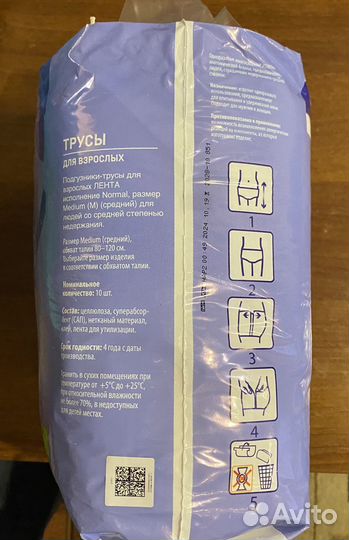 ТРУСЫ
ДЛЯ ВЗРОСЛЫХ
Подгузники-трусы для
взрослых ЛЕНТА
исполнение Normal, размер
Medium (M) (средний) для
людей со средней степенью
недержания.
Размер Medium (средний),
обхват талии 80–120 см.
Выбирайте размер изделия
в соответствии с обхватом талии.
Номинальное
количество: 10 шт.
Состав: целлюлоза, суперабсор-
бент (САП), нетканый материал,
клей, лента для утилизации.
Срок годности: 4 года с даты
производства.
Хранить в сухих помещениях при
температуре от +5°С до +25°С,
при относительной влажности
не более 70%, в недоступных
для детей местах.
Назначение:
Подходит для мужчин и женщин.
Противопоказания к применению:
1
2
3
4
5
Avito